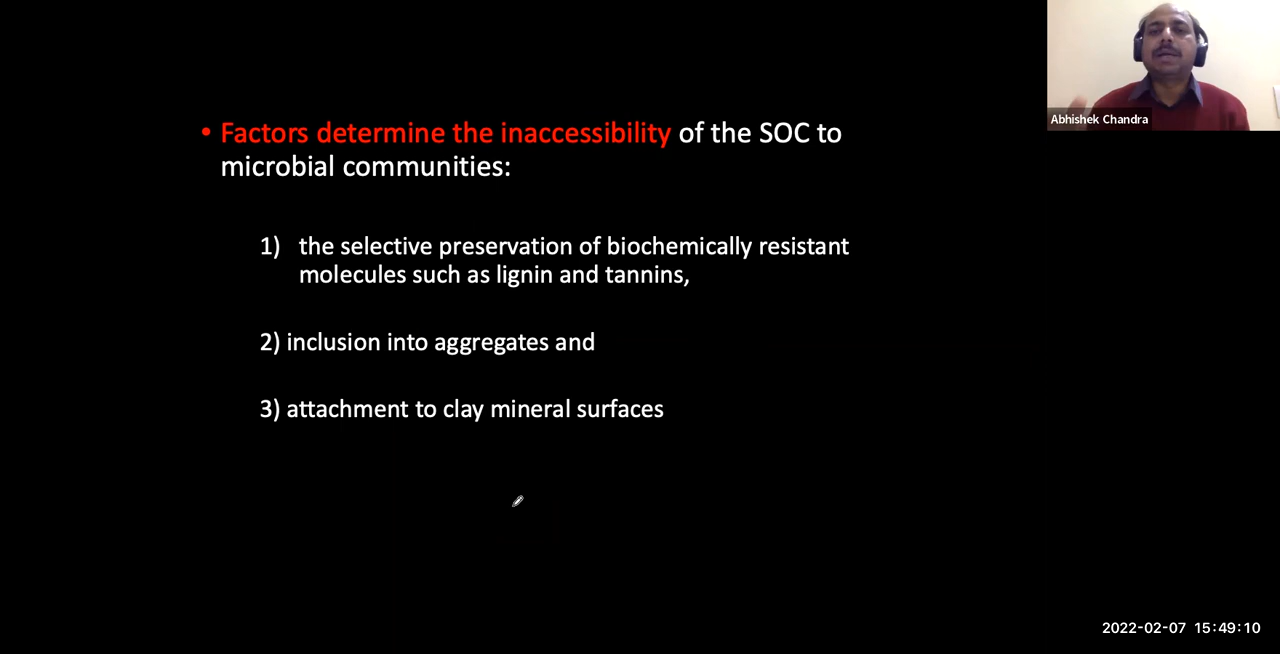 Abhishek Chandra
• Factors determine the inaccessibility of the SOC to
microbial communities:
1) the selective preservation of biochemically resistant
molecules such as lignin and tannins,
2) inclusion into aggregates and
3) attachment to clay mineral surfaces
2022-02-07 15:49:10